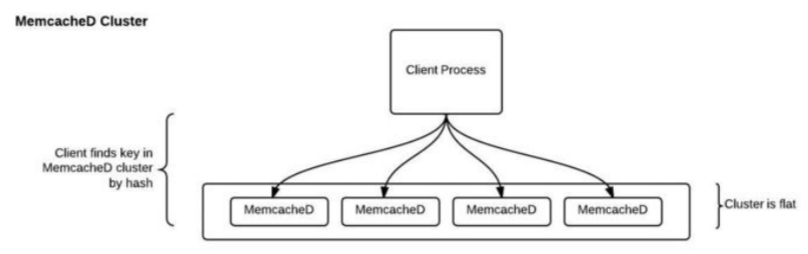 MemcacheD Cluster
Client Process
Client finds key in
MemcacheD cluster
by hash
MemcacheD
MemcacheD
MemcacheD
MemcacheD
Cluster is flat